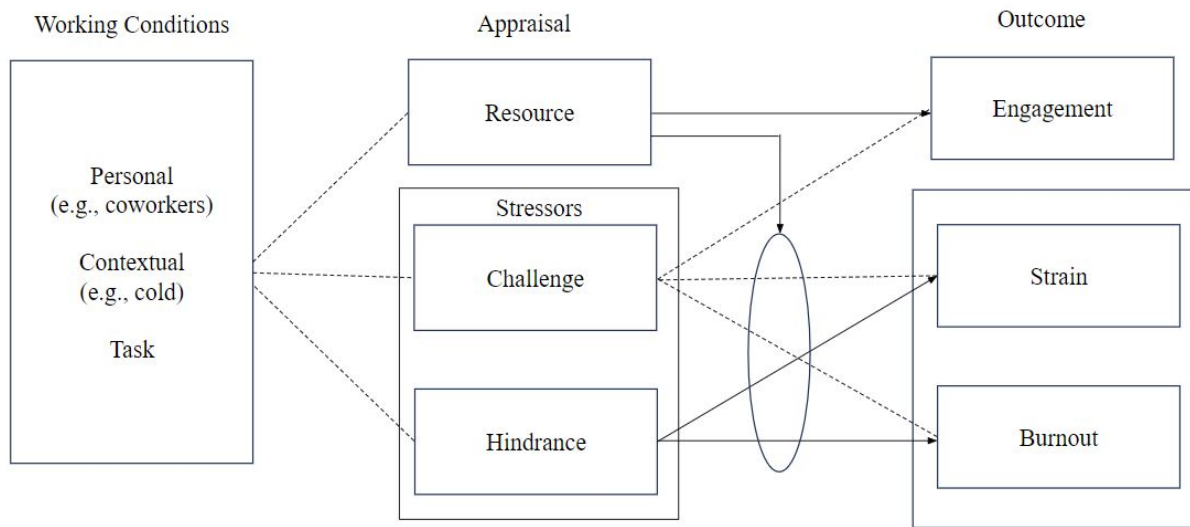 Working Conditions
Appraisal
Outcome
Personal
(e.g., coworkers)
Contextual
(e.g., cold)
Task
Resource
Stressors
Challenge
Hindrance
Engagement
Strain
Burnout